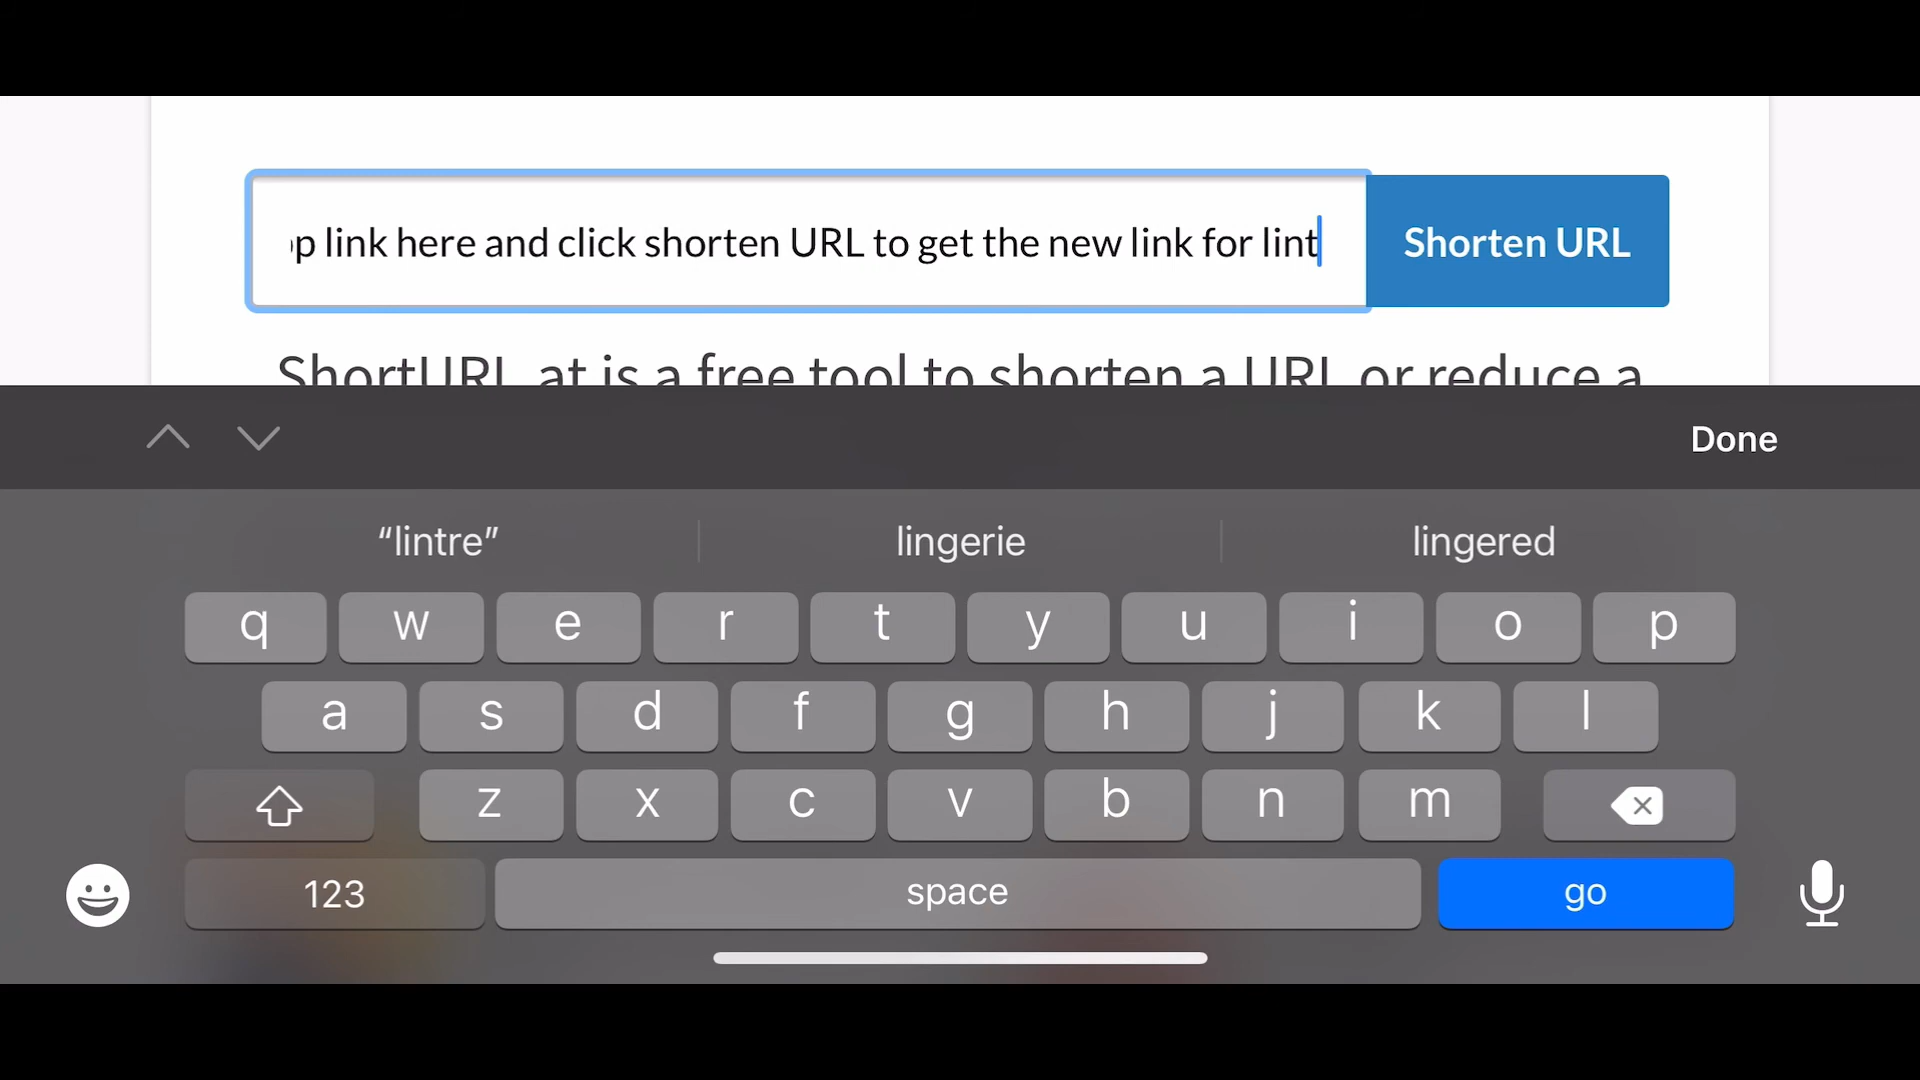 p link here and click shorten URL to get the new link for lint
Shorten URL
ShortURL.at is a free tool to shorten a URL or reduce a
Done
“lintre”
lingerie
lingered
q w e r t y u i o p
a s d f g h j k l
z x c v b n m
123
space
go